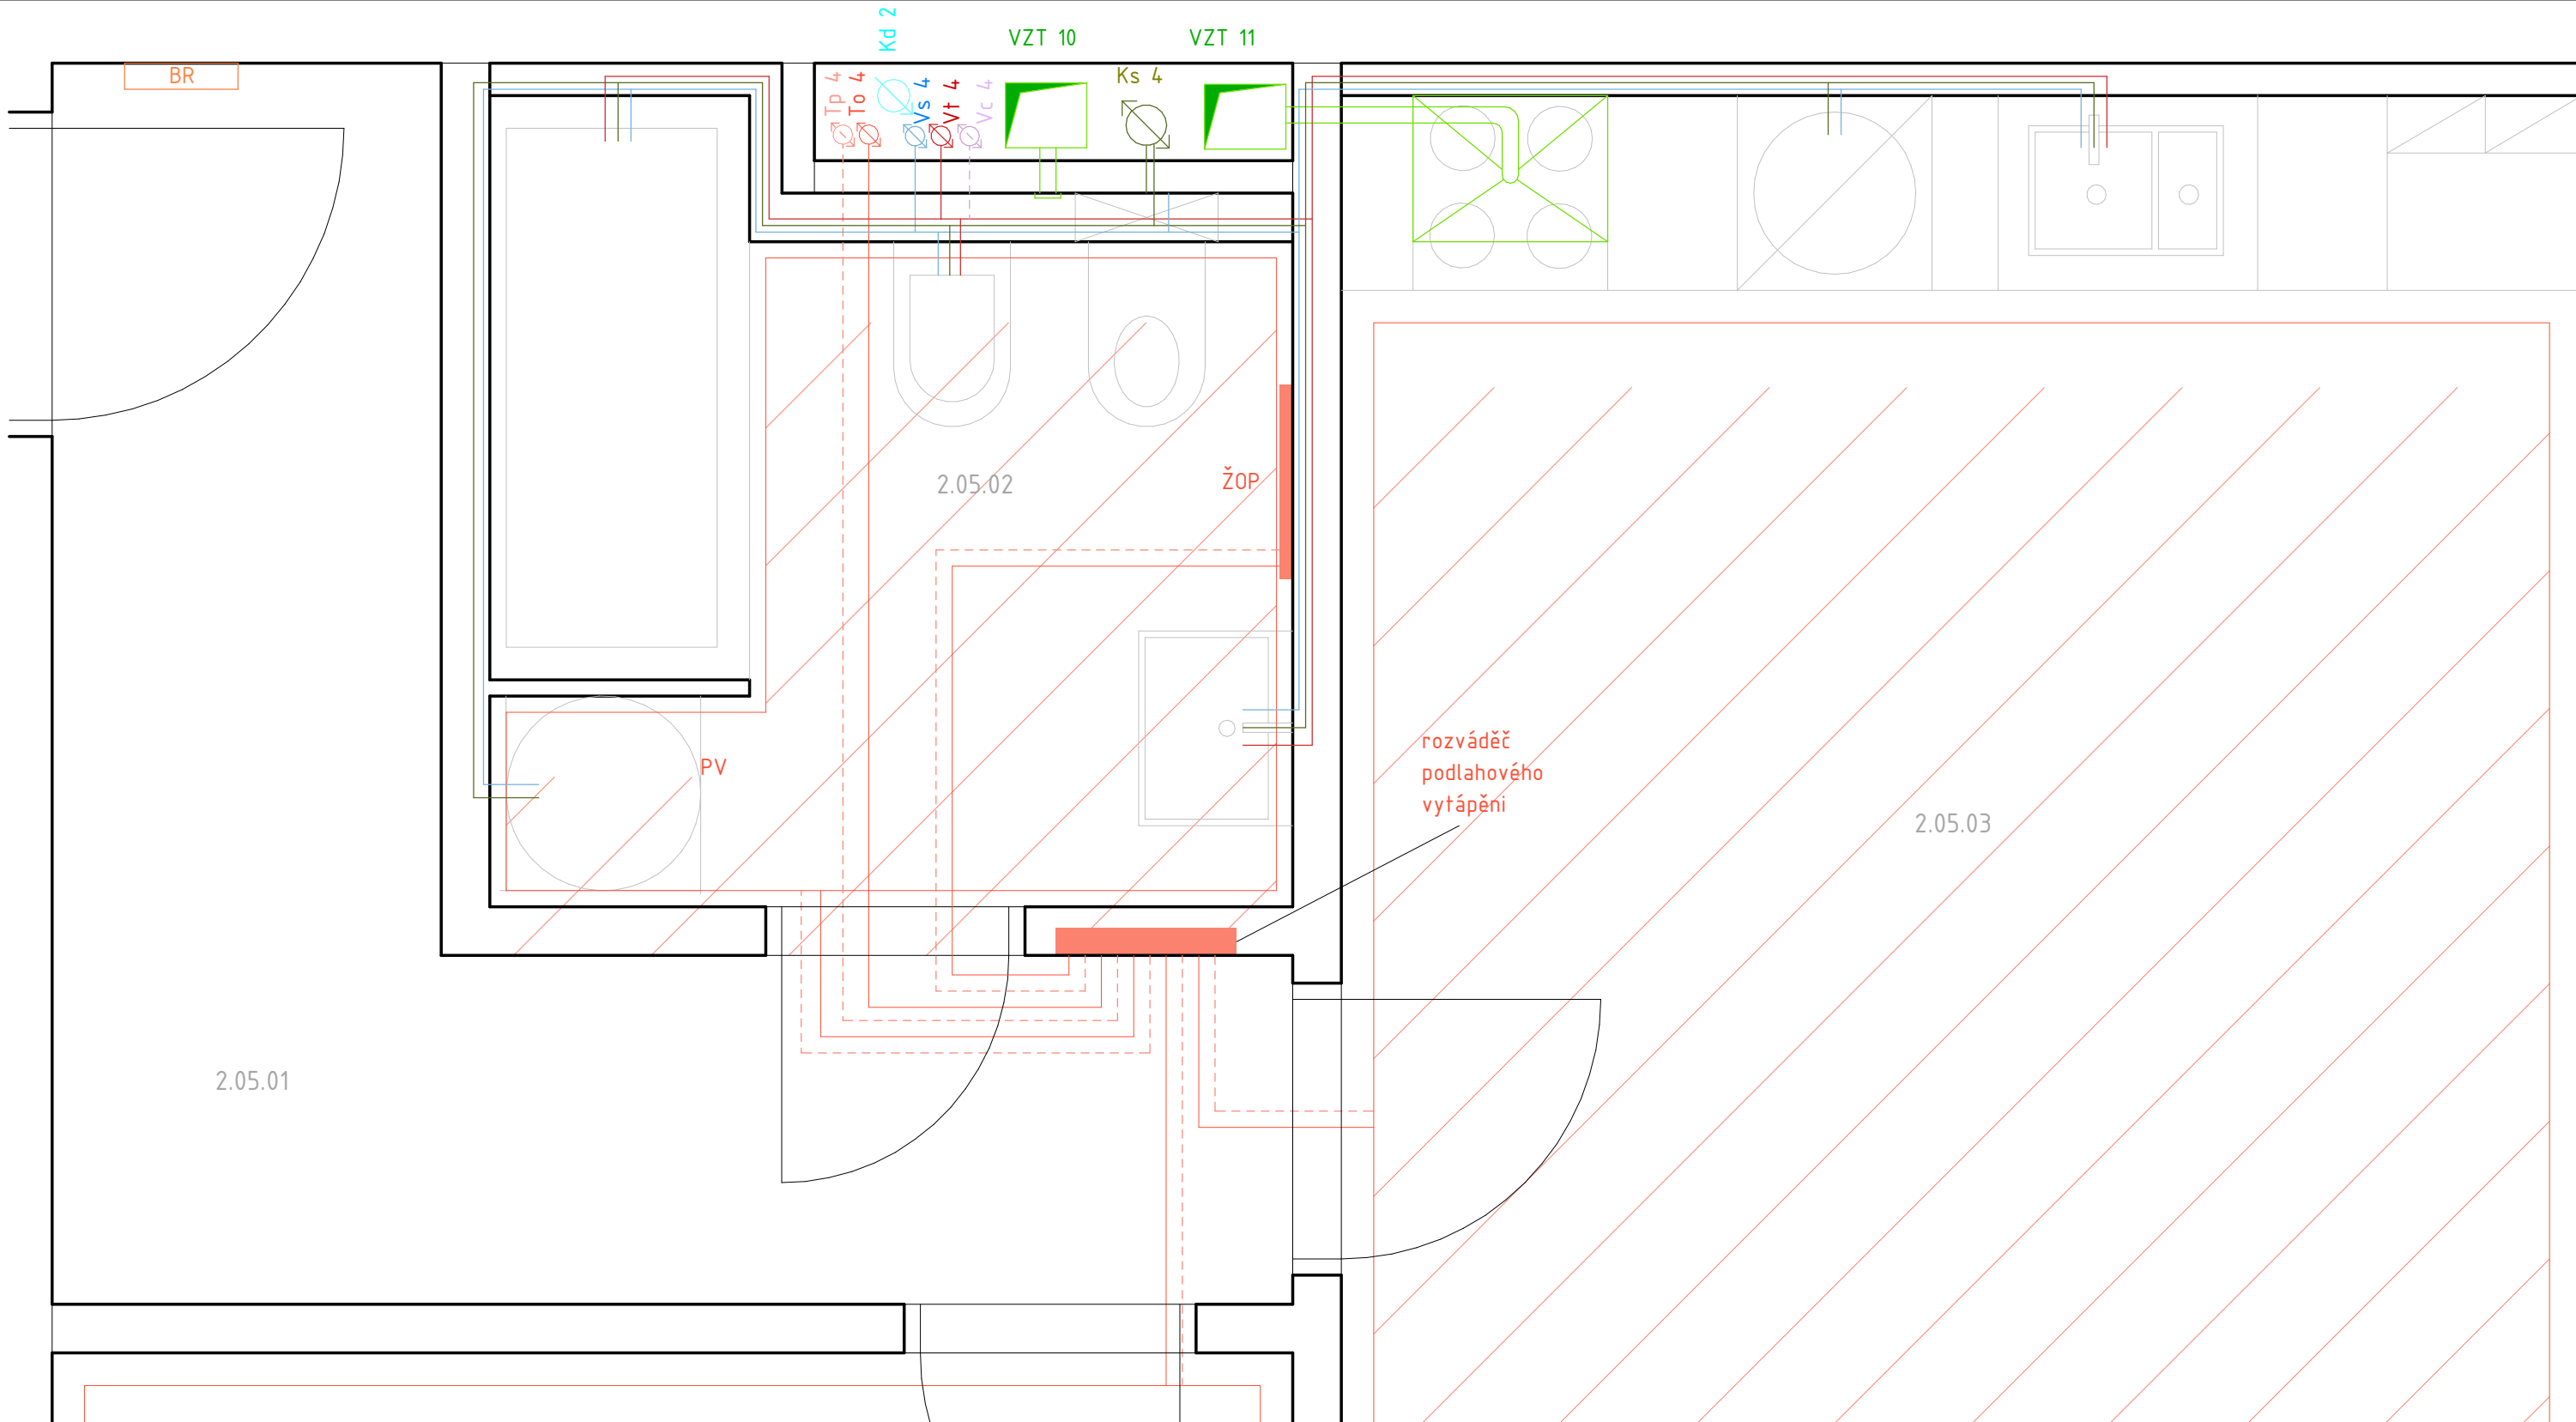 Kd 2
VZT 10
VZT 11
BR
Tp 4
To 4
Vs 4
Vt 4
Vc 4
Ks 4
2.05.02
ŽOP
PV
rozváděč
podlahového
vytápěni
2.05.03
2.05.01